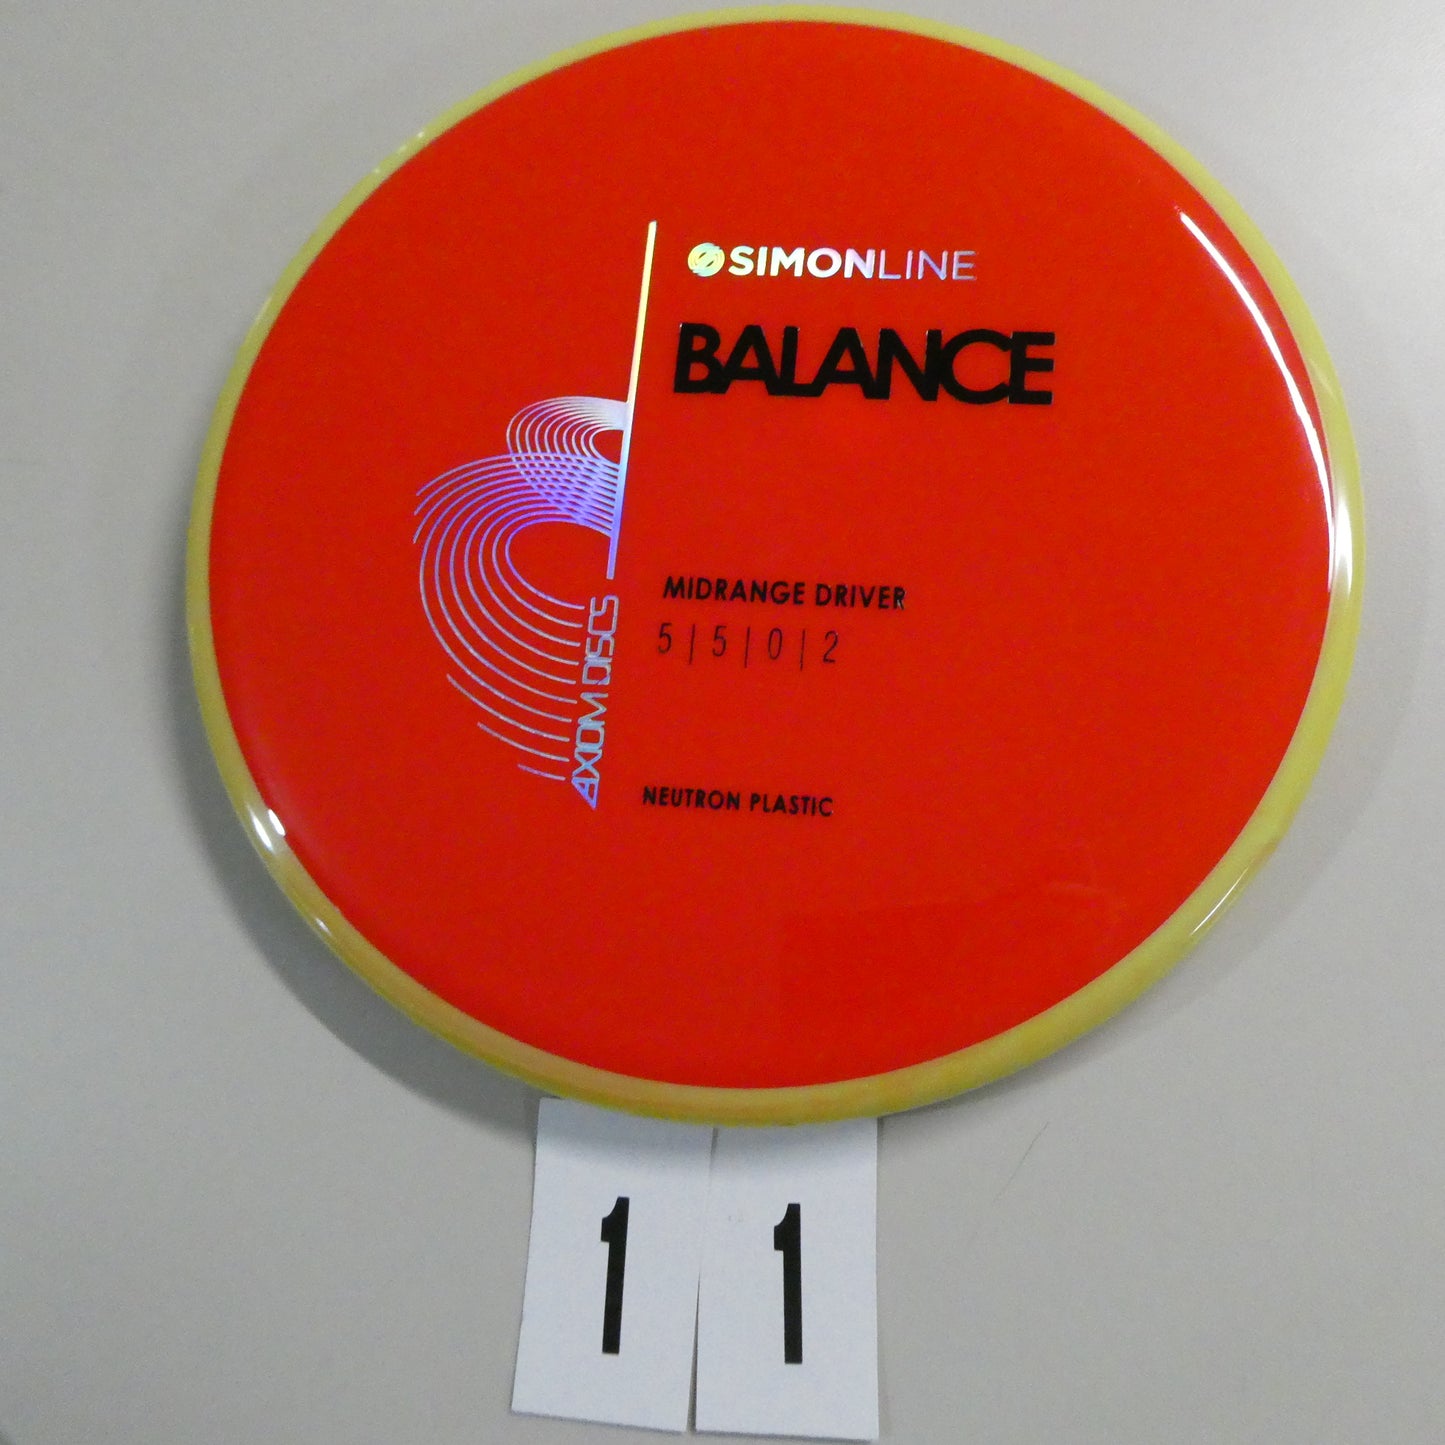 SIMONLINE
BALANCE
MIDRANGE DRIVER
5 | 5 | 0 | 2
AXIOM DISCS
NEUTRON PLASTIC
1 1